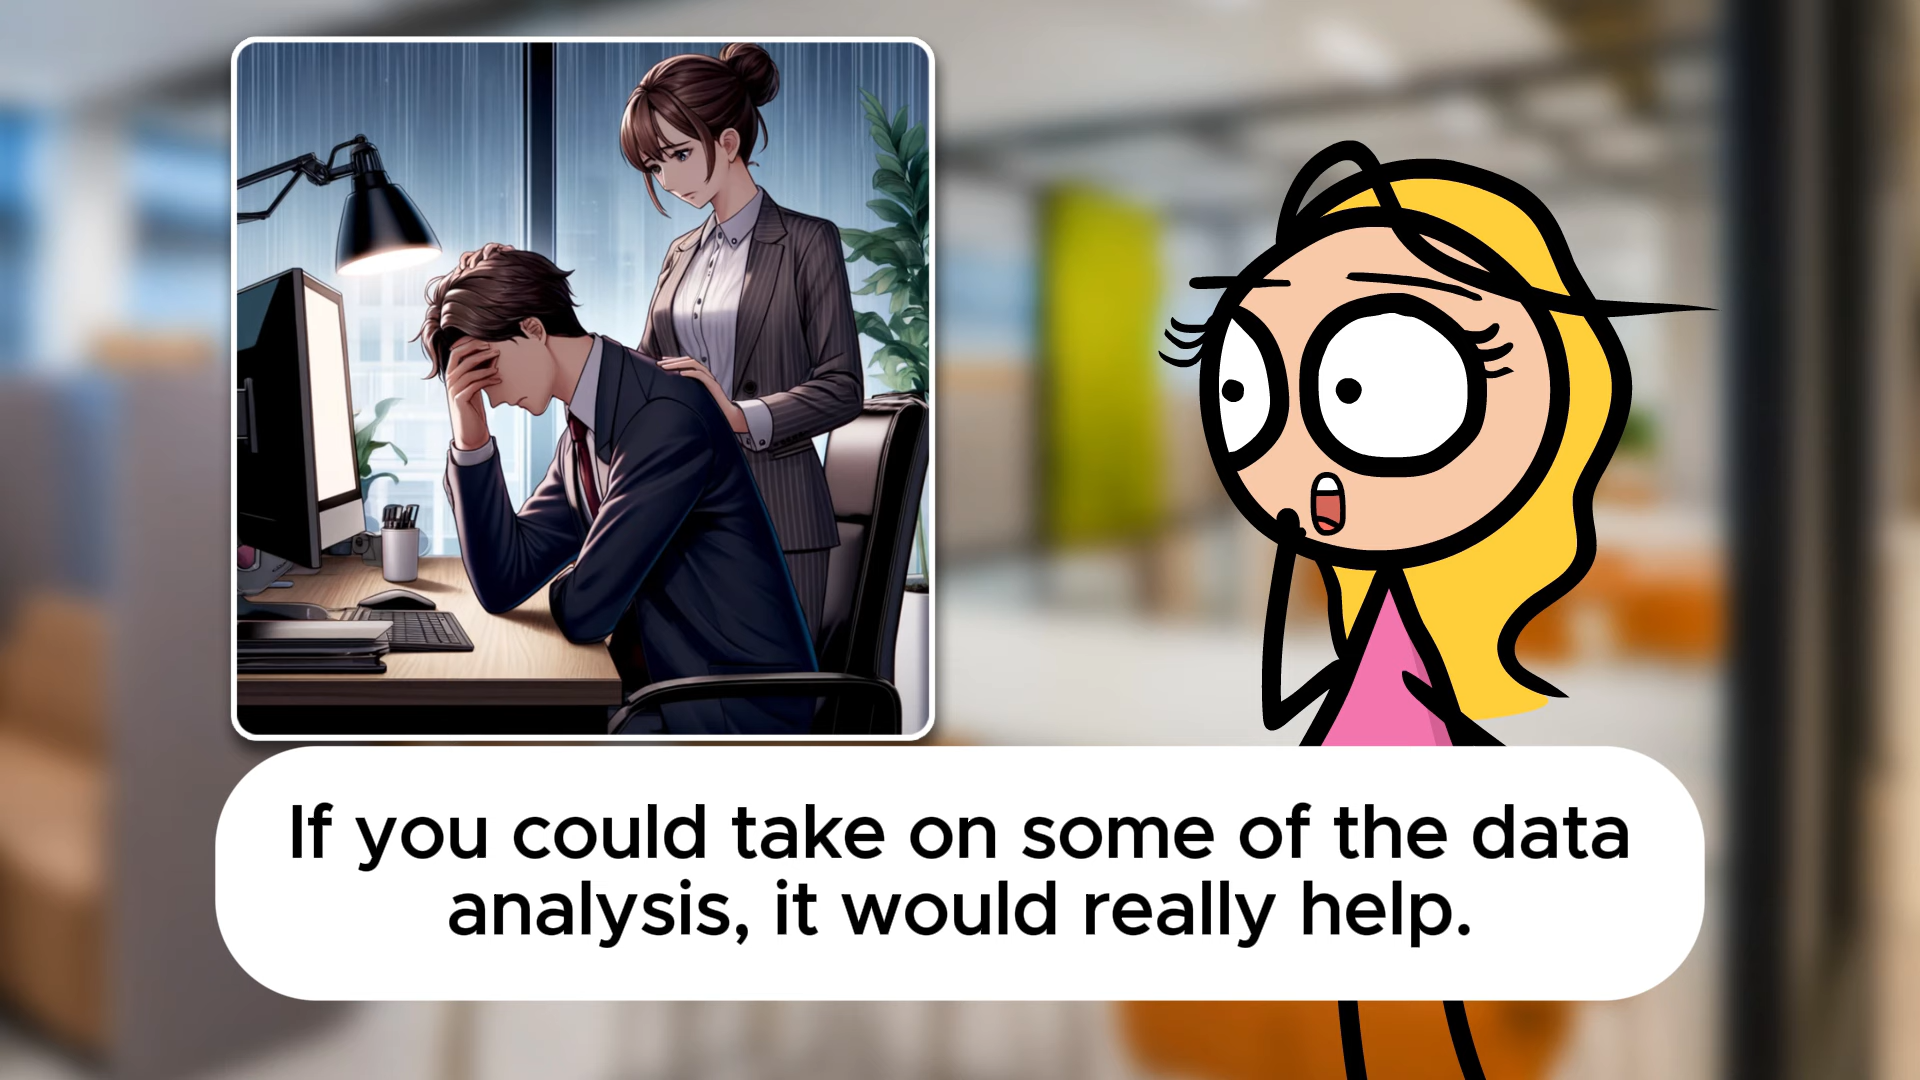 If you could take on some of the data
analysis, it would really help.